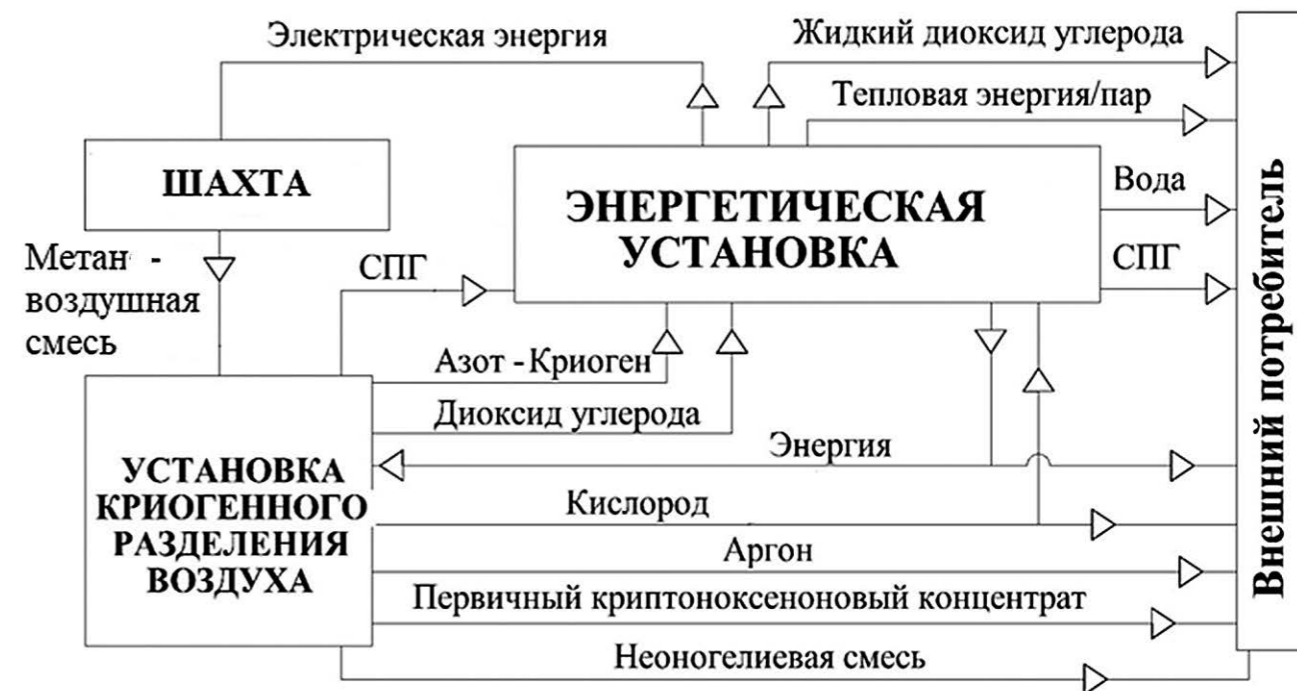 Электрическая энергия
Жидкий диоксид углерода
Тепловая энергия/пар
ШАХТА
ЭНЕРГЕТИЧЕСКАЯ
УСТАНОВКА
Вода
СПГ
Метан -
воздушная
смесь
СПГ
Азот - Криоген
Диоксид углерода
Энергия
УСТАНОВКА
КРИОГЕННОГО
РАЗДЕЛЕНИЯ
ВОЗДУХА
Кислород
Аргон
Первичный криптоноксеноновый концентрат
Неоногелиевая смесь
Внешний потребитель